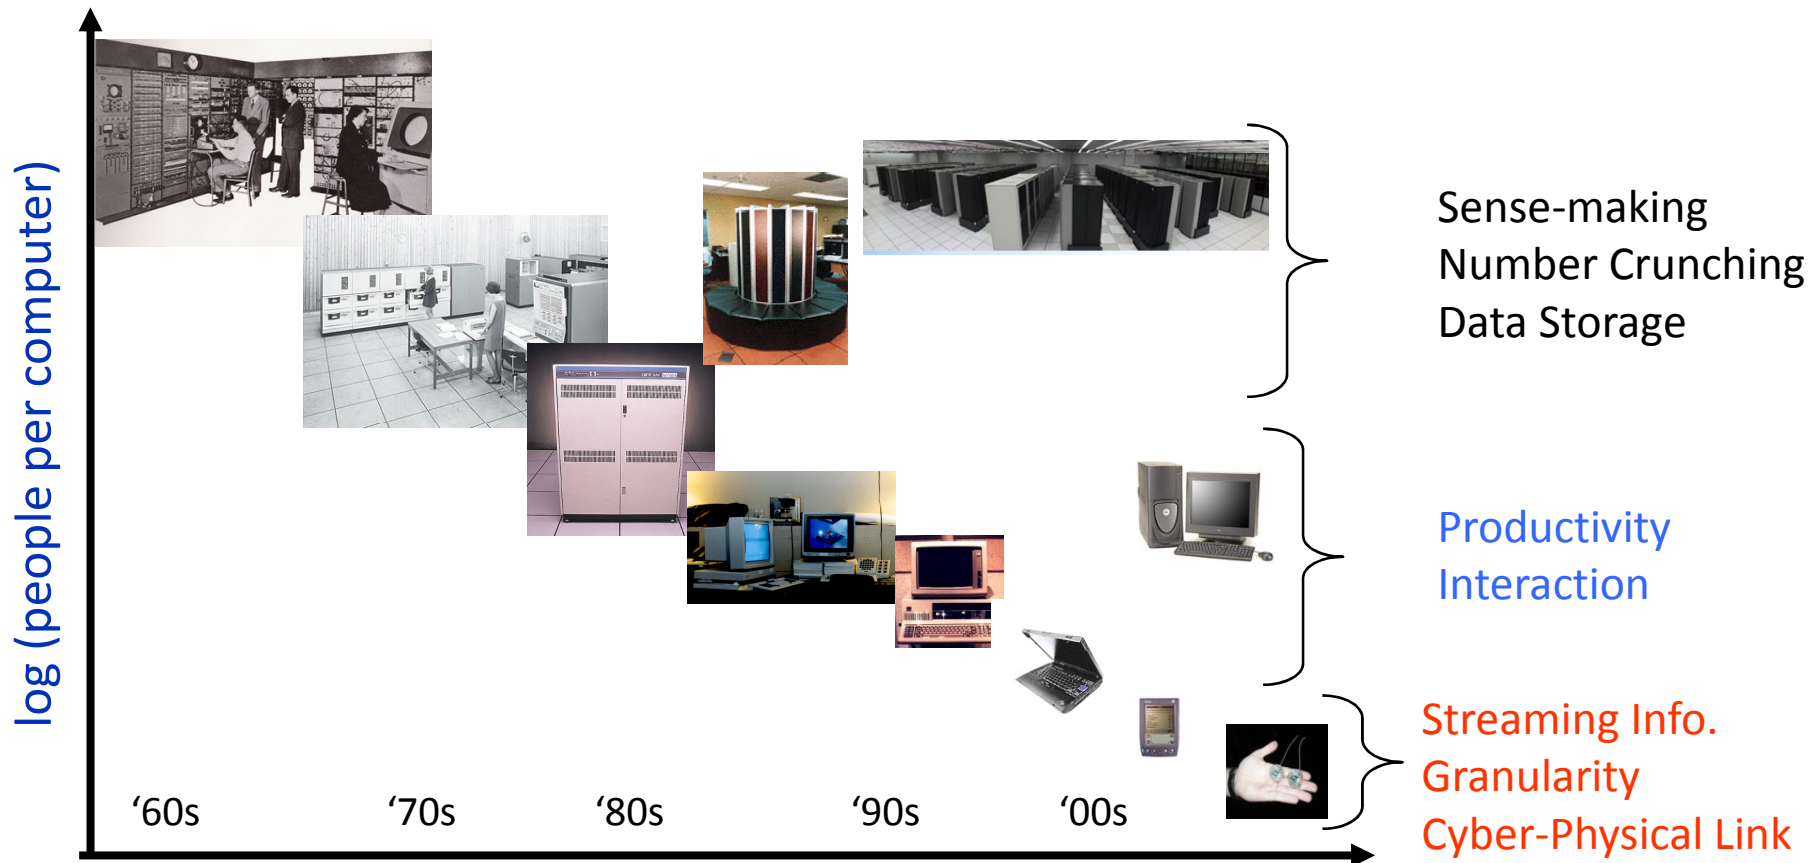 log (people per computer)
Sense-making
Number Crunching
Data Storage
Productivity
Interaction
Streaming Info.
Granularity
Cyber-Physical Link
‘60s ‘70s ‘80s ‘90s ‘00s